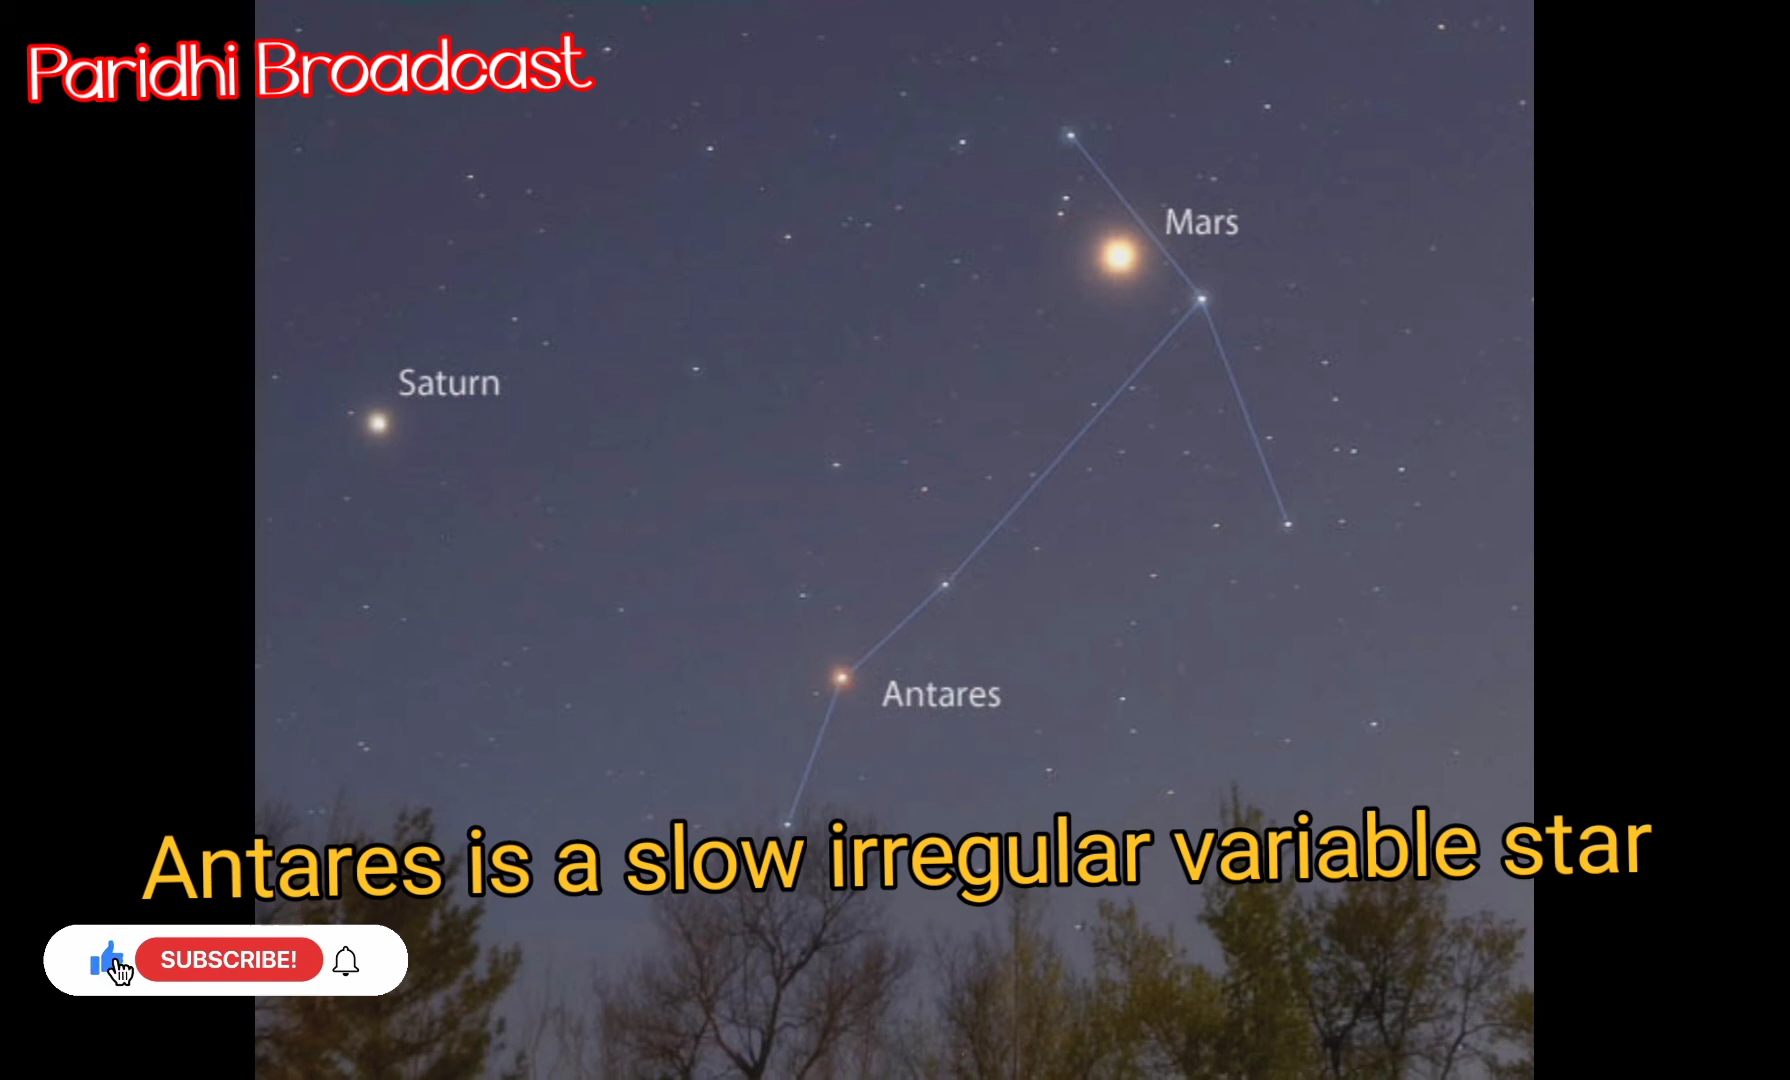 Paridhi Broadcast
Mars
Saturn
Antares
Antares is a slow irregular variable star
SUBSCRIBE!